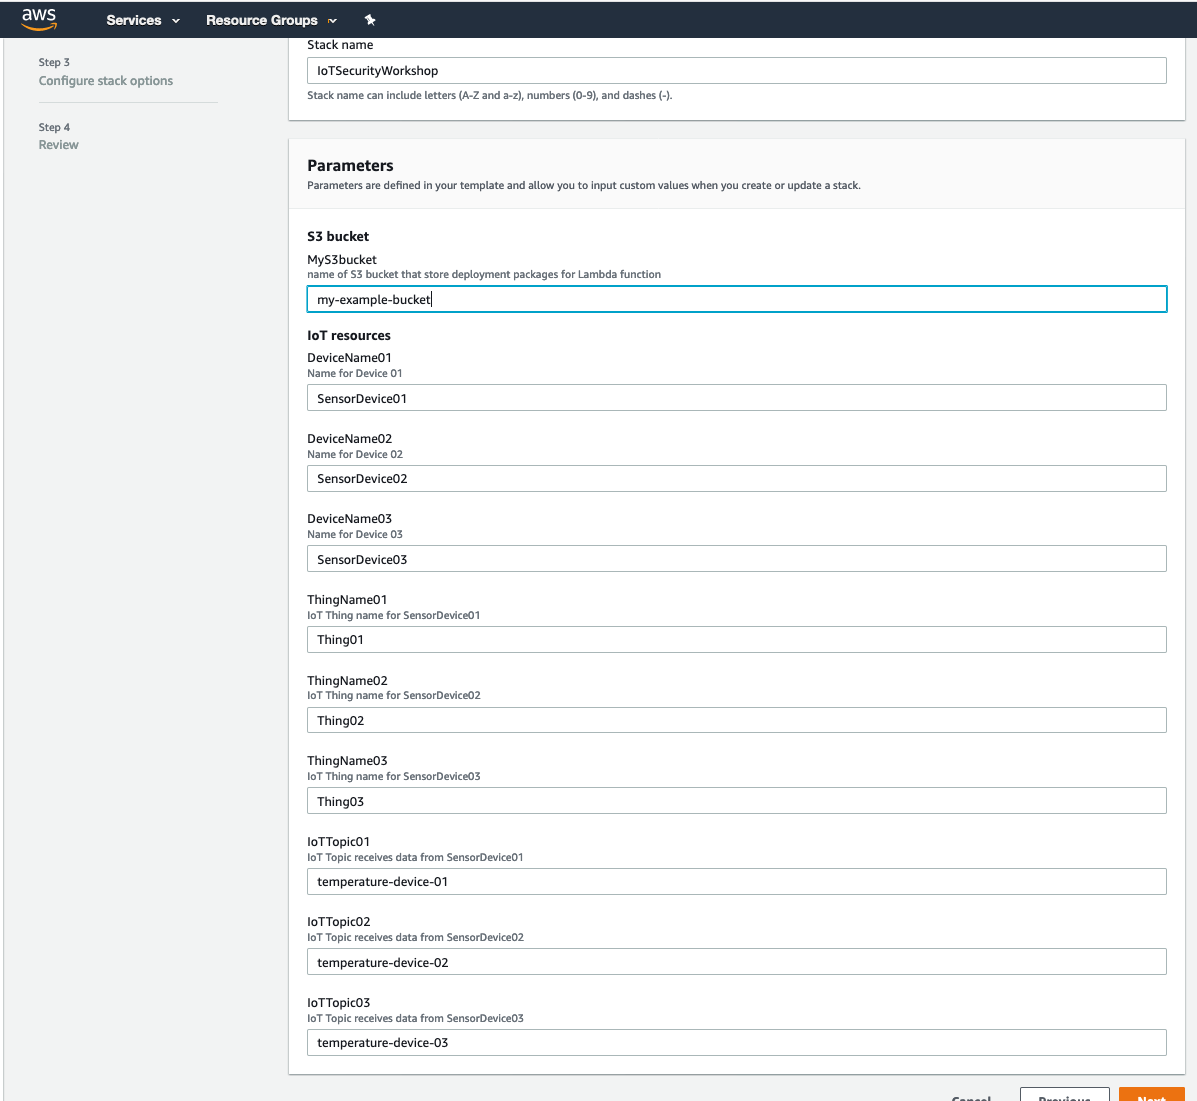 aws Services Resource Groups
Step 3
Configure stack options
Step 4
Review
Stack name
IoTSecurityWorkshop
Stack name can include letters (A-Z and a-z), numbers (0-9), and dashes (-).
Parameters
Parameters are defined in your template and allow you to input custom values when you create or update a stack.
S3 bucket
MyS3bucket
name of S3 bucket that store deployment packages for Lambda function
my-example-bucket
IoT resources
DeviceName01
Name for Device 01
SensorDevice01
DeviceName02
Name for Device 02
SensorDevice02
DeviceName03
Name for Device 03
SensorDevice03
ThingName01
IoT Thing name for SensorDevice01
Thing01
ThingName02
IoT Thing name for SensorDevice02
Thing02
ThingName03
IoT Thing name for SensorDevice03
Thing03
IoTTopic01
IoT Topic receives data from SensorDevice01
temperature-device-01
IoTTopic02
IoT Topic receives data from SensorDevice02
temperature-device-02
IoTTopic03
IoT Topic receives data from SensorDevice03
temperature-device-03
Cancel Previous Next